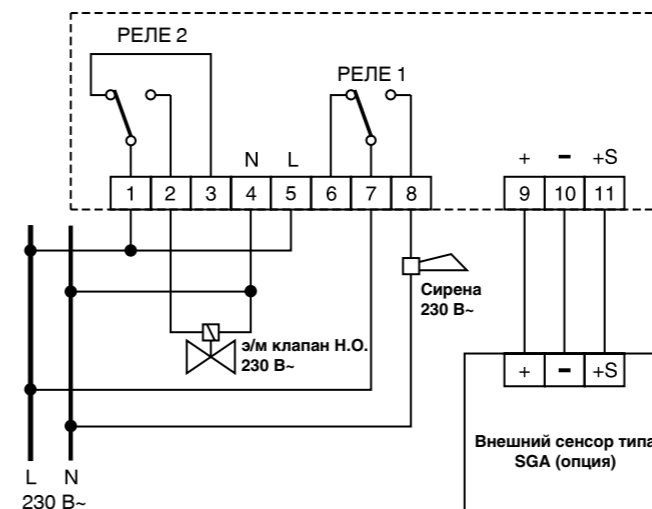 РЕЛЕ 2
РЕЛЕ 1
N L + - +S
1 2 3 4 5 6 7 8 9 10 11
Сирена
230 В~
э/м клапан Н.О.
230 В~
+ - +S
Внешний сенсор типа
SGA (опция)
L N
230 В~